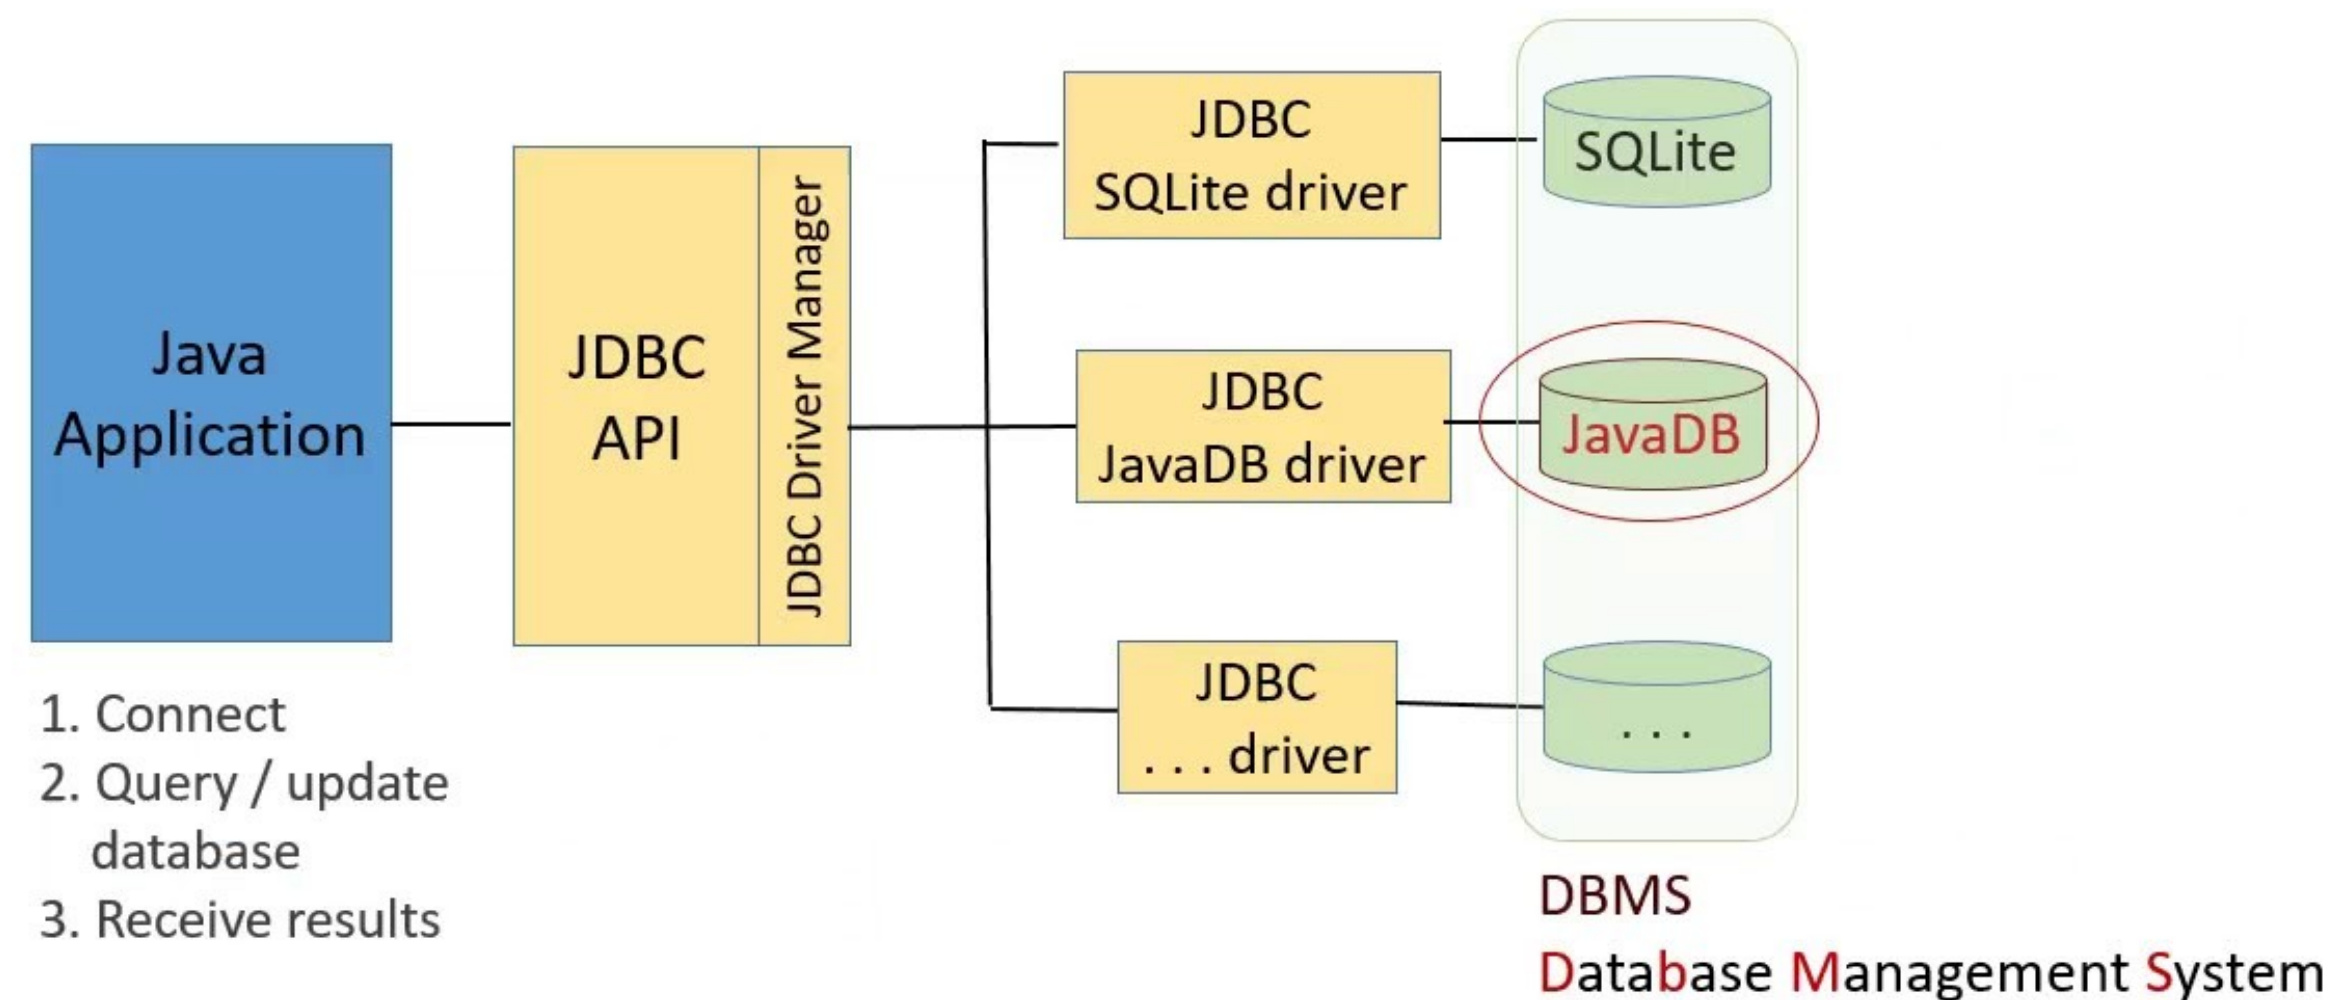 Java
Application
JDBC
API
JDBC Driver Manager
JDBC
SQLite driver
SQLite
JDBC
JavaDB driver
JavaDB
JDBC
. . . driver
. . .
1. Connect
2. Query / update
database
3. Receive results
DBMS
Database Management System